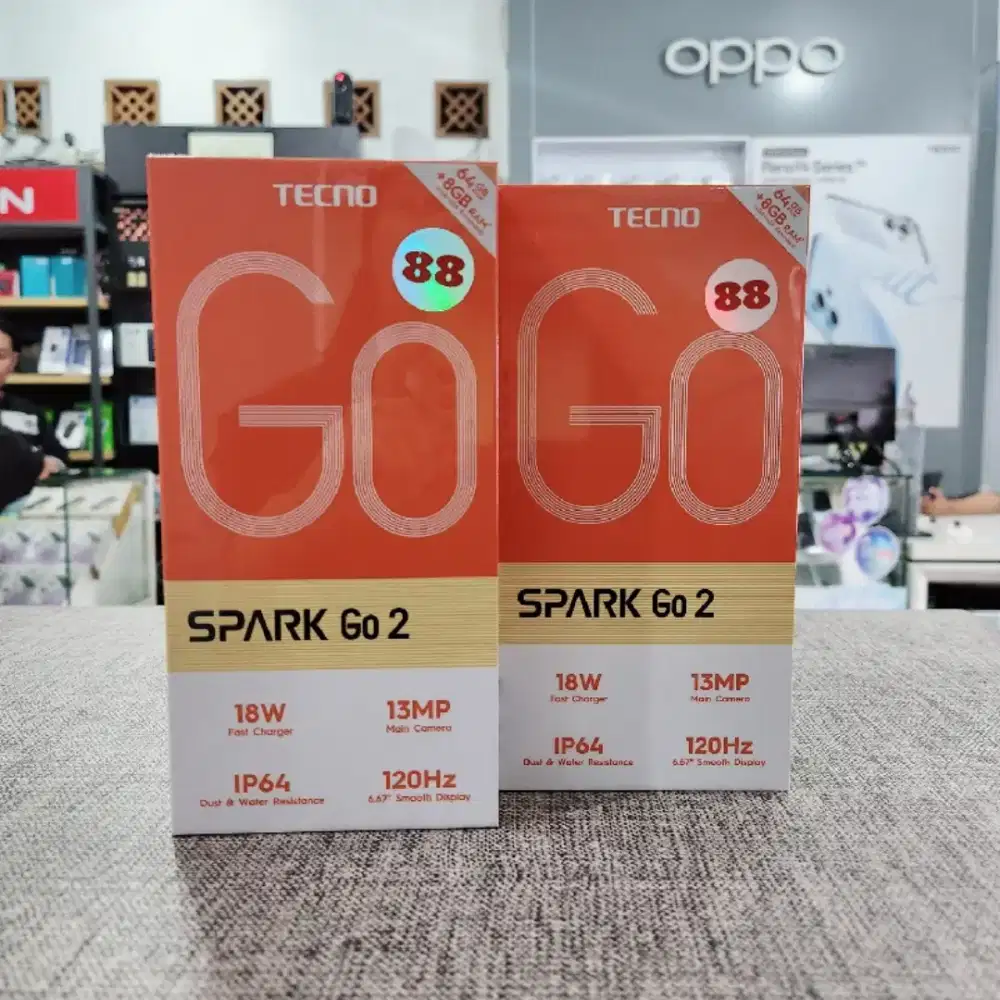 oppo
N
TECNO
64GB
+8GB RAM*
88
Go
SPARK Go 2
18W
Fast Charger
13MP
Main Camera
IP64
Dust & Water Resistance
120Hz
6.67" Smooth Display
TECNO
64GB
+8GB RAM*
88
Go
SPARK Go 2
18W
Fast Charger
13MP
Main Camera
IP64
Dust & Water Resistance
120Hz
6.67" Smooth Display